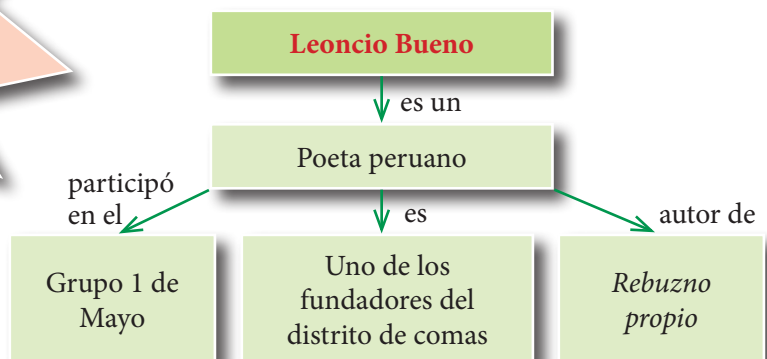 Leoncio Bueno
es un
Poeta peruano
participó
en el
es
autor de
Grupo 1 de
Mayo
Uno de los
fundadores del
distrito de comas
Rebuzno
propio